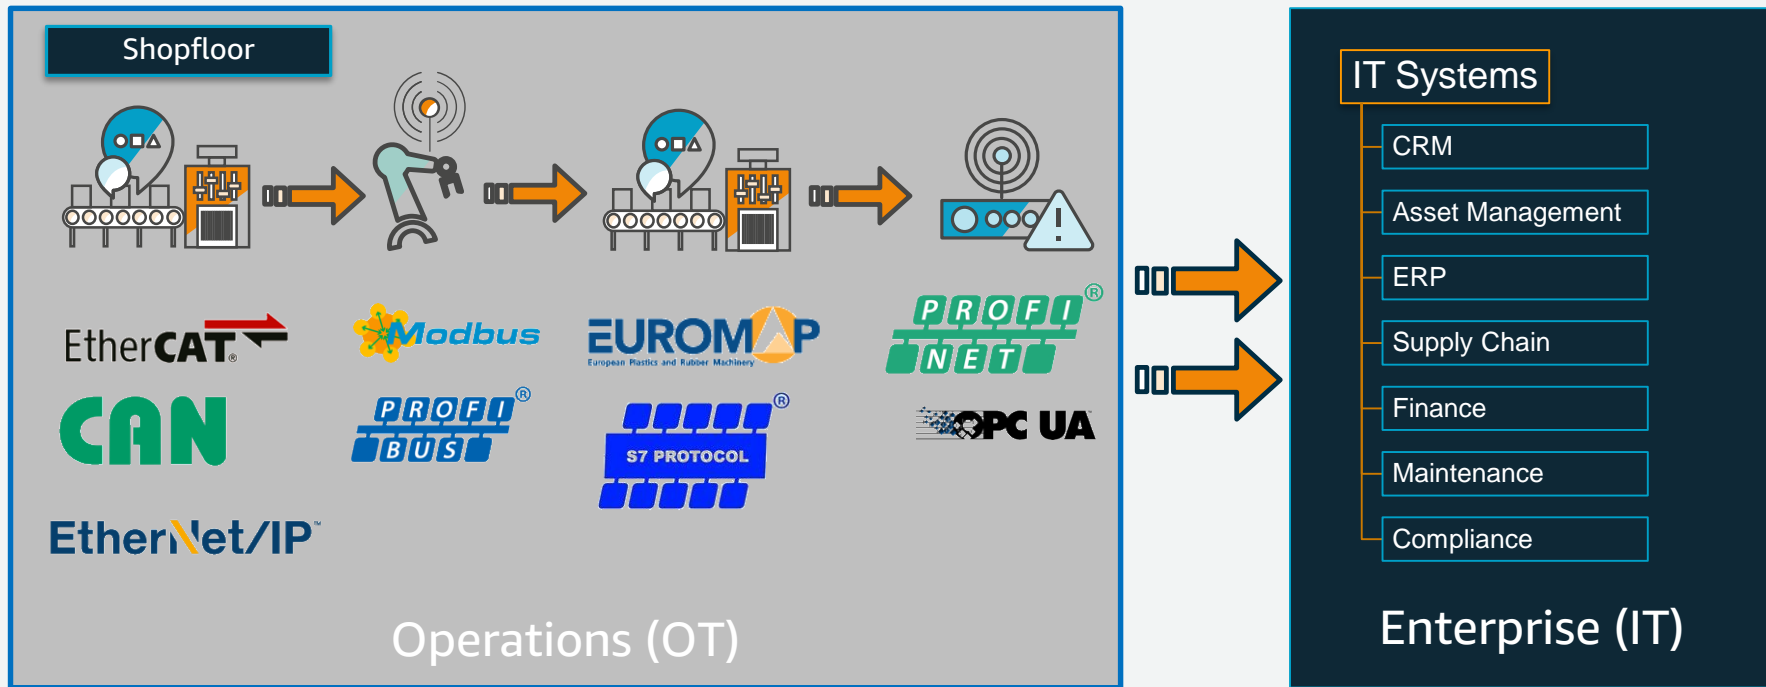 Shopfloor
EtherCAT®
Modbus
EUROMAP
European Plastics and Rubber Machinery
PROFI®
NET
CAN
PROFI®
BUS
®
S7 PROTOCOL
OPC UA
EtherNet/IP™
Operations (OT)
IT Systems
CRM
Asset Management
ERP
Supply Chain
Finance
Maintenance
Compliance
Enterprise (IT)